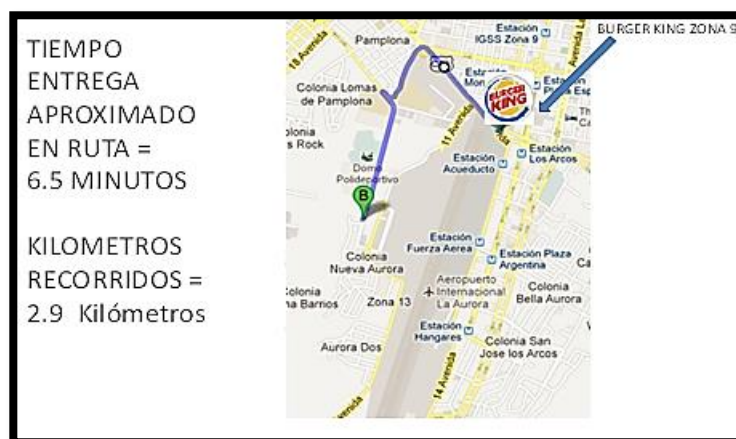 TIEMPO
ENTREGA
APROXIMADO
EN RUTA =
6.5 MINUTOS
KILOMETROS
RECORRIDOS =
2.9 Kilómetros
BURGER KING ZONA 9
Estación
IGSS Zona 9
18 Avenida
Pamplona
Colonia Lomas
de Pamplona
BURGER
KING
11 Avenida
Estación
Los Arcos
Estación
Acueducto
Domo
Polideportivo
B
Colonia
Nueva Aurora
Estación
Fuerza Aerea
Estación Plaza
Argentina
Aeropuerto
Internacional
La Aurora
Colonia
Bella Aurora
Zona 13
Aurora Dos
Estación
Hangares
Colonia San
Jose los Arcos
14 Avenida